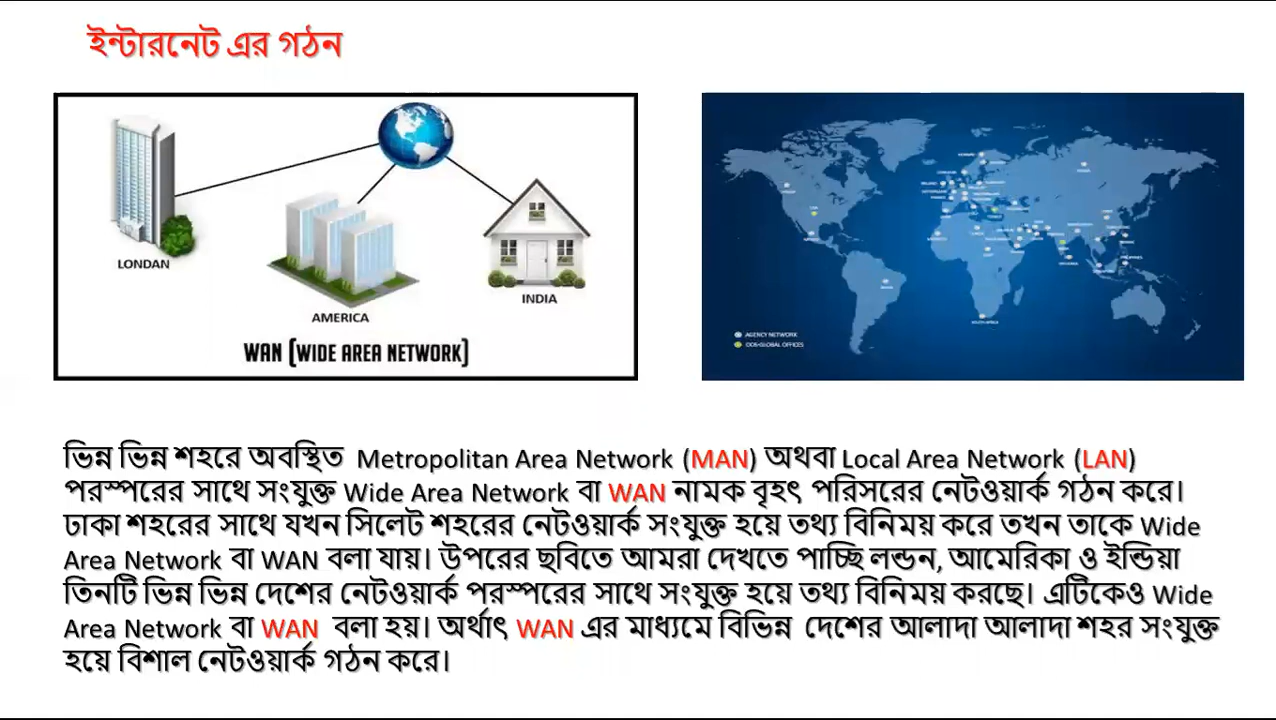 ইন্টারনেট এর গঠন
LONDAN
AMERICA
INDIA
WAN (WIDE AREA NETWORK)
AGENCY NETWORK
SOUTH AFRICA
ভিন্ন ভিন্ন শহরে অবস্থিত Metropolitan Area Network (MAN) অথবা Local Area Network (LAN)
পরস্পরের সাথে সংযুক্ত Wide Area Network বা WAN নামক বৃহৎ পরিসরের নেটওয়ার্ক গঠন করে।
ঢাকা শহরের সাথে যখন সিলেট শহরের নেটওয়ার্ক সংযুক্ত হয়ে তথ্য বিনিময় করে তখন তাকে Wide
Area Network বা WAN বলা যায়। উপরের ছবিতে আমরা দেখতে পাচ্ছি লন্ডন, আমেরিকা ও ইন্ডিয়া
তিনটি ভিন্ন ভিন্ন দেশের নেটওয়ার্ক পরস্পরের সাথে সংযুক্ত হয়ে তথ্য বিনিময় করছে। এটিকেও Wide
Area Network বা WAN বলা হয়। অর্থাৎ WAN এর মাধ্যমে বিভিন্ন দেশের আলাদা আলাদা শহর সংযুক্ত
হয়ে বিশাল নেটওয়ার্ক গঠন করে।